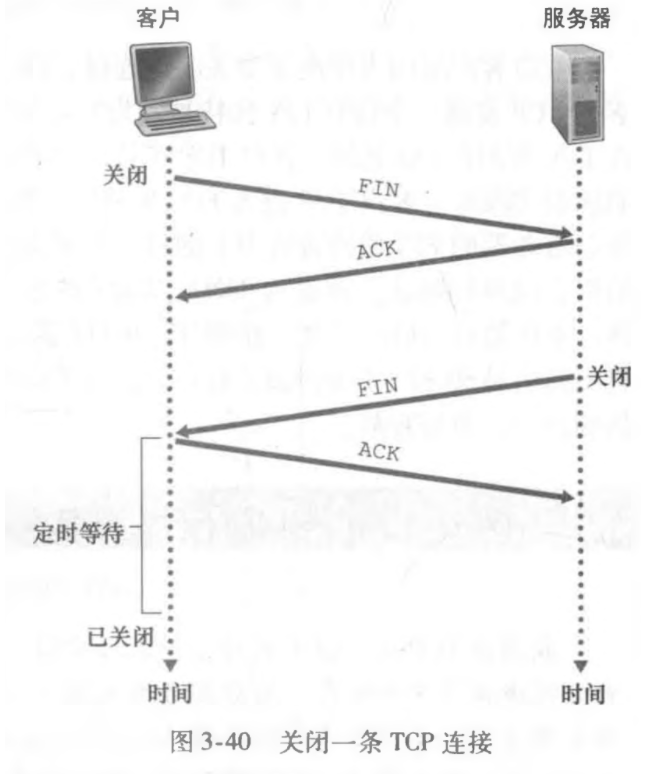 客户
服务器
关闭
FIN
ACK
关闭
FIN
ACK
定时等待
已关闭
时间
时间
图 3-40 关闭一条 TCP 连接